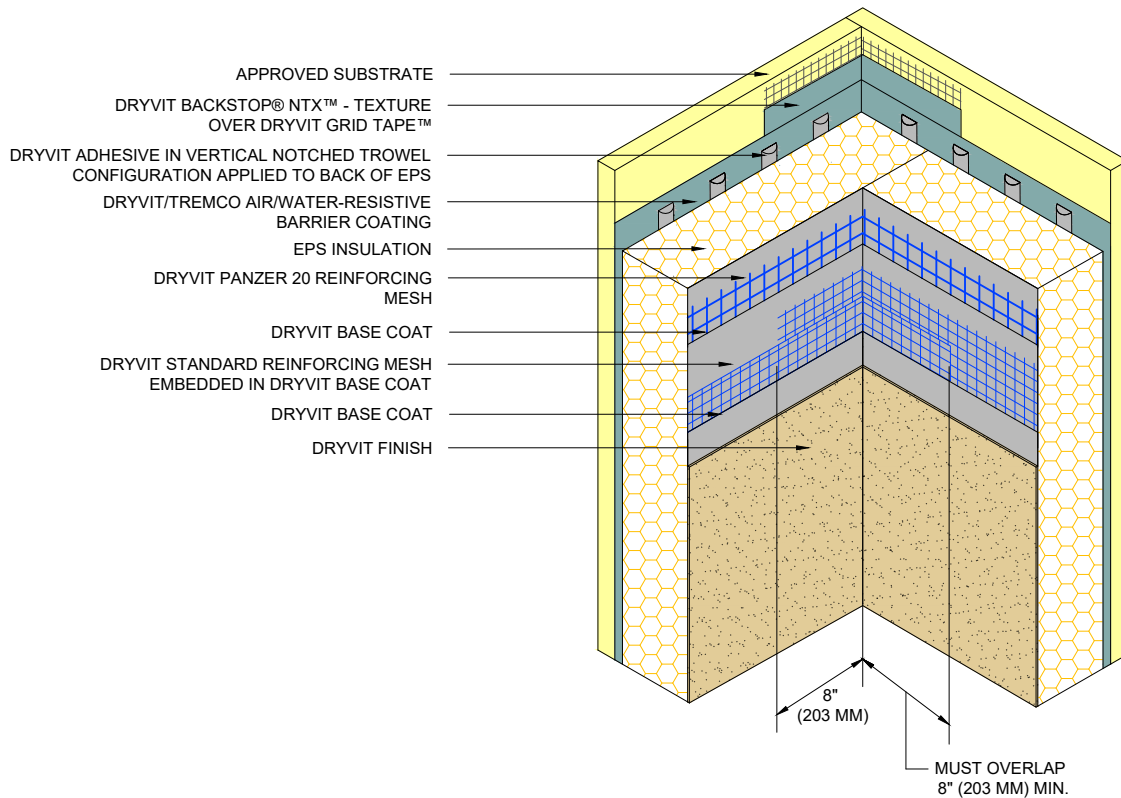 APPROVED SUBSTRATE
DRYVIT BACKSTOP® NTX™ - TEXTURE
OVER DRYVIT GRID TAPE™
DRYVIT ADHESIVE IN VERTICAL NOTCHED TROWEL
CONFIGURATION APPLIED TO BACK OF EPS
DRYVIT/TREMCO AIR/WATER-RESISTIVE
BARRIER COATING
EPS INSULATION
DRYVIT PANZER 20 REINFORCING
MESH
DRYVIT BASE COAT
DRYVIT STANDARD REINFORCING MESH
EMBEDDED IN DRYVIT BASE COAT
DRYVIT BASE COAT
DRYVIT FINISH
8"
(203 MM)
MUST OVERLAP
8" (203 MM) MIN.